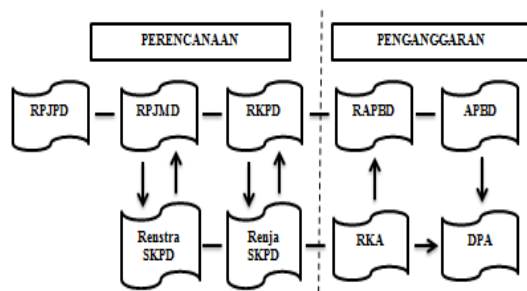 PERENCANAAN
PENGANGGARAN
RPJPD
RPJMD
RKPD
RAPBD
APBD
Renstra
SKPD
Renja
SKPD
RKA
DPA